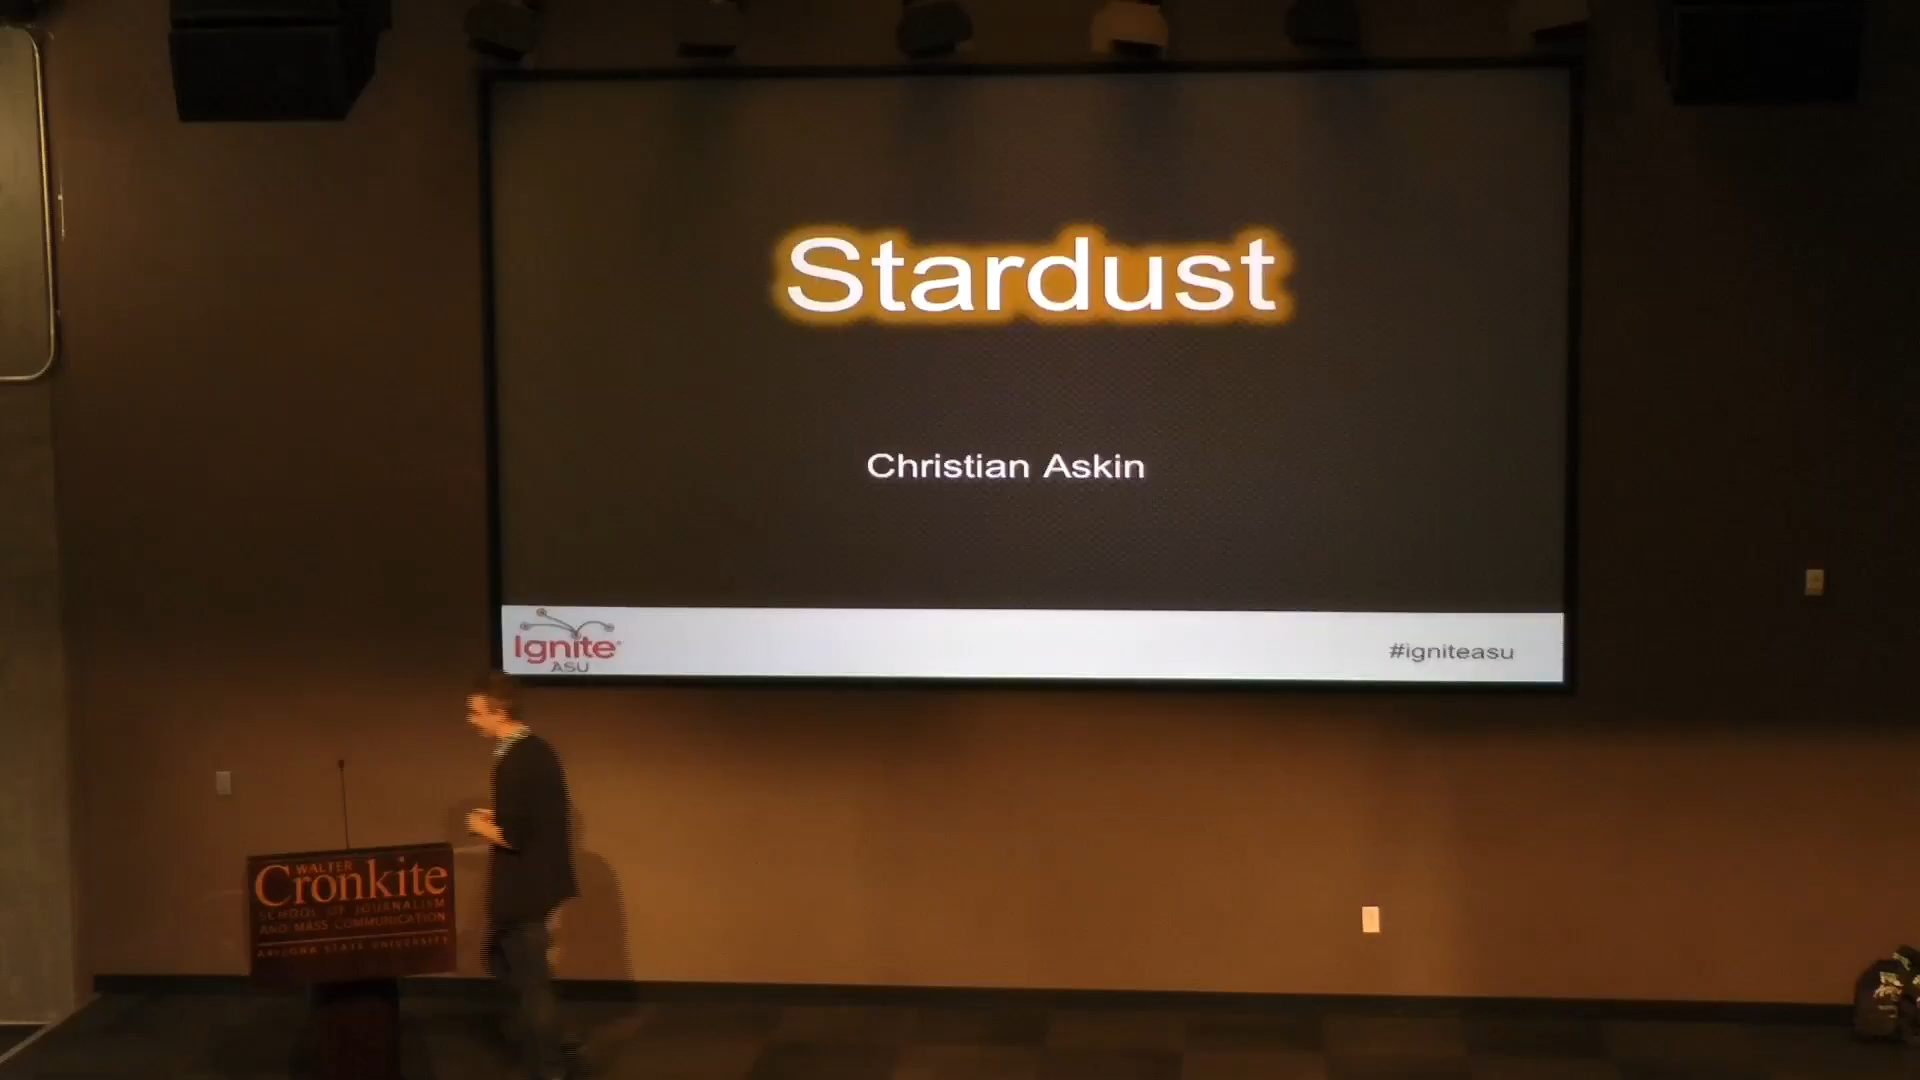 Stardust
Christian Askin
Ignite
ASU
#igniteasu
WALTER
Cronkite
SCHOOL OF JOURNALISM
AND MASS COMMUNICATION
ARIZONA STATE UNIVERSITY